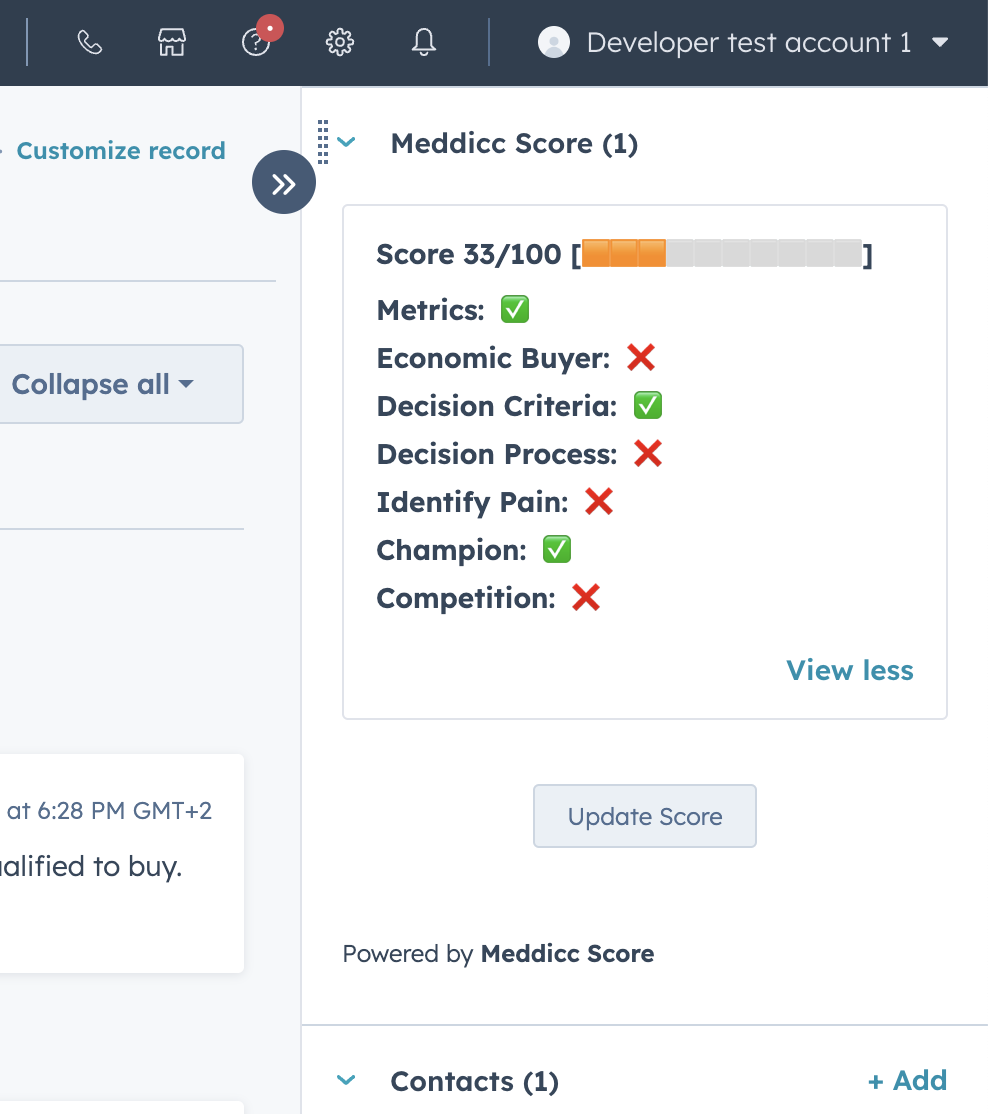 Developer test account 1
Customize record
Meddicc Score (1)
Score 33/100 [🟧🟧🟧⬜⬜⬜⬜⬜⬜⬜]
Metrics: ✅
Economic Buyer: ❌
Collapse all
Decision Criteria: ✅
Decision Process: ❌
Identify Pain: ❌
Champion: ✅
Competition: ❌
View less
at 6:28 PM GMT+2
to buy.
Update Score
Powered by Meddicc Score
Contacts (1)
+ Add